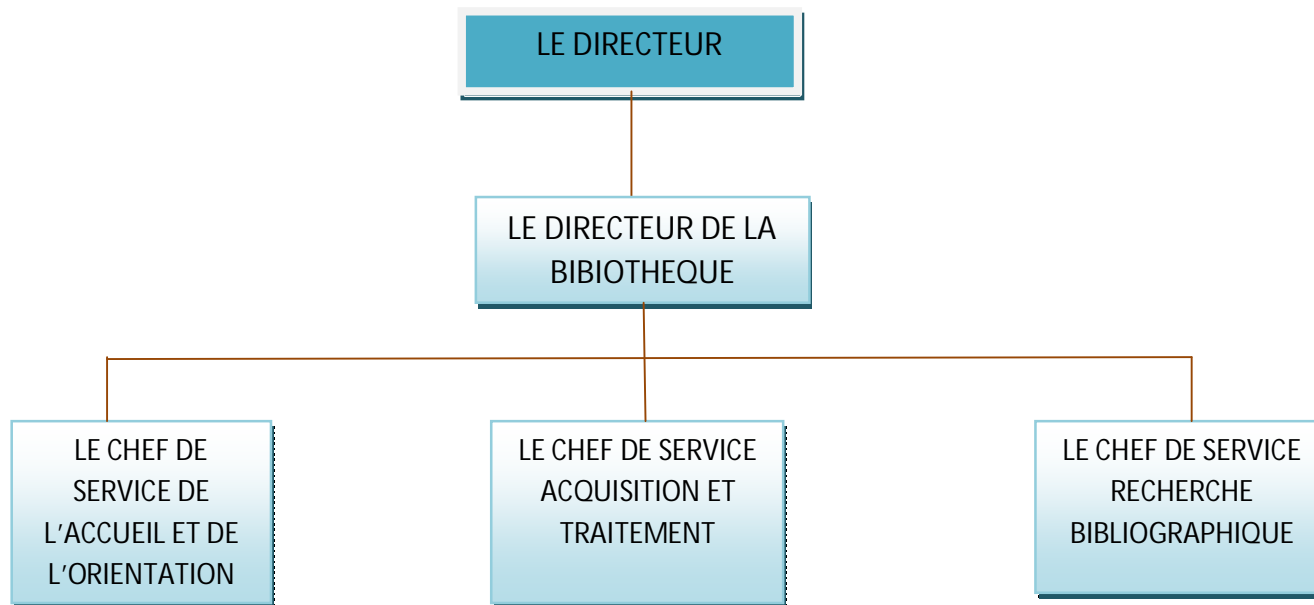 LE DIRECTEUR
LE DIRECTEUR DE LA
BIBIOTHEQUE
LE CHEF DE
SERVICE DE
L’ACCUEIL ET DE
L’ORIENTATION
LE CHEF DE SERVICE
ACQUISITION ET
TRAITEMENT
LE CHEF DE SERVICE
RECHERCHE
BIBLIOGRAPHIQUE